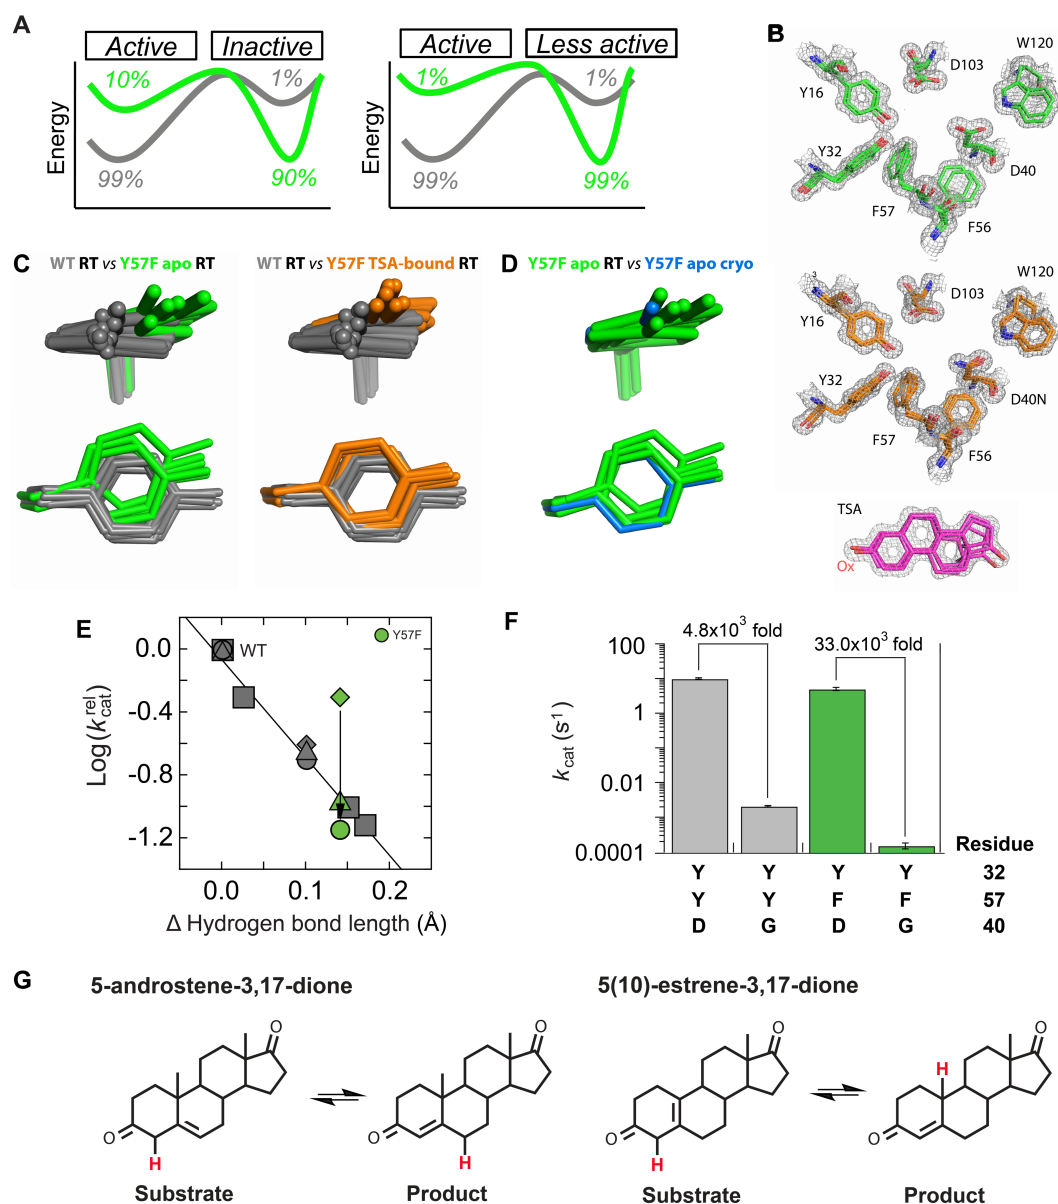 A
Active Inactive
10% 1%
99% 90%
Energy
Active Less active
1% 1%
99% 99%
Energy
B
W120
D103
Y16
Y32
D40
F57
F56
W120
3
D103
Y16
Y32
D40N
F57
F56
TSA
Ox
C
WT RT vs Y57F apo RT
WT RT vs Y57F TSA-bound RT
D
Y57F apo RT vs Y57F apo cryo
E
Y57F
WT
Log(k rel cat)
0.0
-0.4
-0.8
-1.2
0.0 0.1 0.2
Δ Hydrogen bond length (Å)
F
4.8x10³ fold
33.0x10³ fold
kcat (s-1)
100
1
0.01
0.0001
Residue
Y Y Y Y 32
Y Y F F 57
D G D G 40
G
5-androstene-3,17-dione
5(10)-estrene-3,17-dione
O O O O
H
O O O O
H H H
Substrate Product Substrate Product